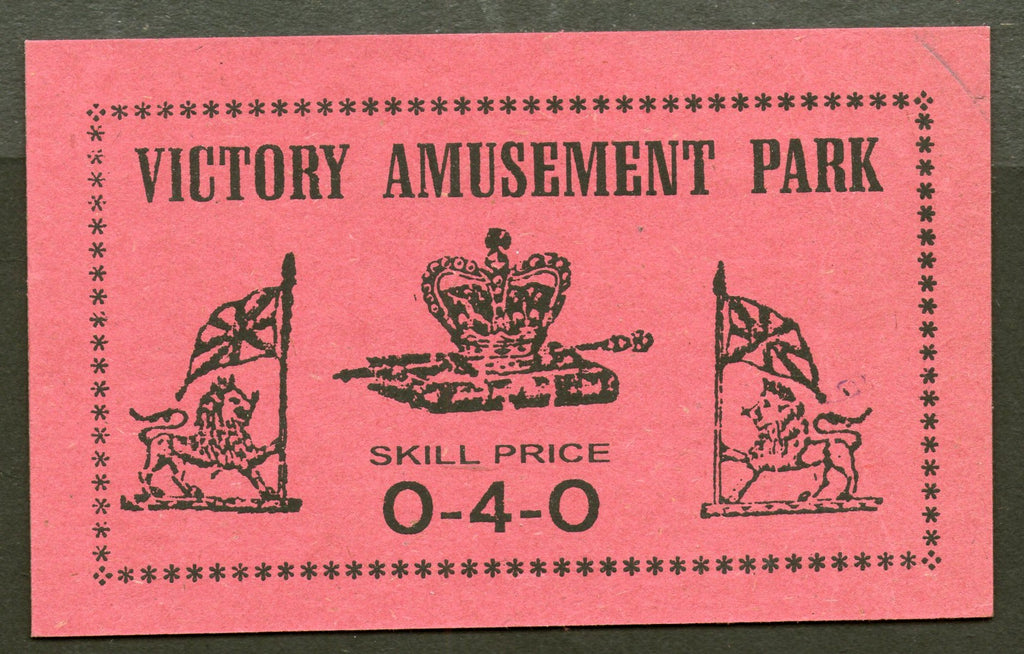 VICTORY AMUSEMENT PARK
SKILL PRICE
0-4-0